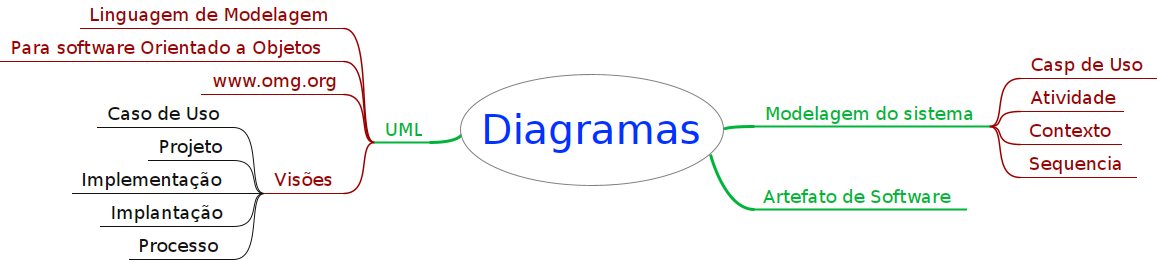 Linguagem de Modelagem
Para software Orientado a Objetos
www.omg.org
Caso de Uso
Projeto
Implementação
Implantação
Processo
Visões
UML
Diagramas
Modelagem do sistema
Casp de Uso
Atividade
Contexto
Sequencia
Artefato de Software